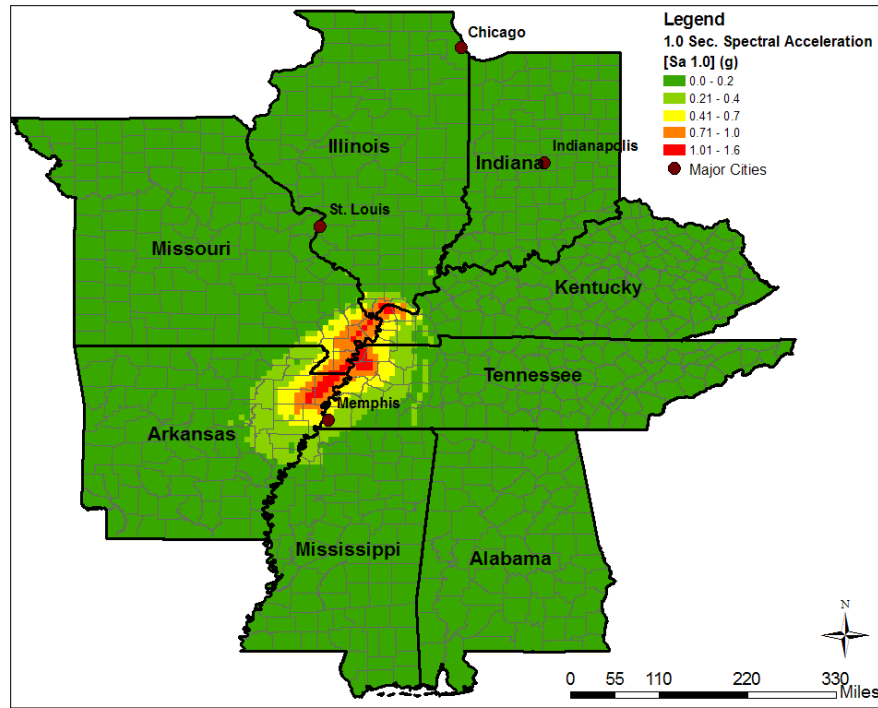 Legend
1.0 Sec. Spectral Acceleration
[Sa 1.0] (g)
0.0 - 0.2
0.21 - 0.4
0.41 - 0.7
0.71 - 1.0
1.01 - 1.6
Major Cities
Chicago
Illinois
Indiana
Indianapolis
St. Louis
Missouri
Kentucky
Tennessee
Memphis
Arkansas
Mississippi
Alabama
N
0 55 110 220 330
Miles